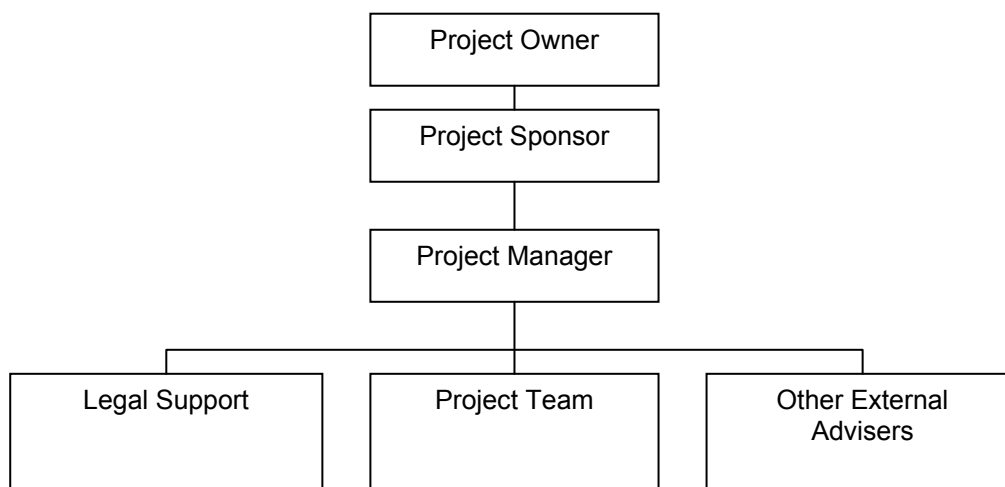 Project Owner
Project Sponsor
Project Manager
Legal Support
Project Team
Other External
Advisers